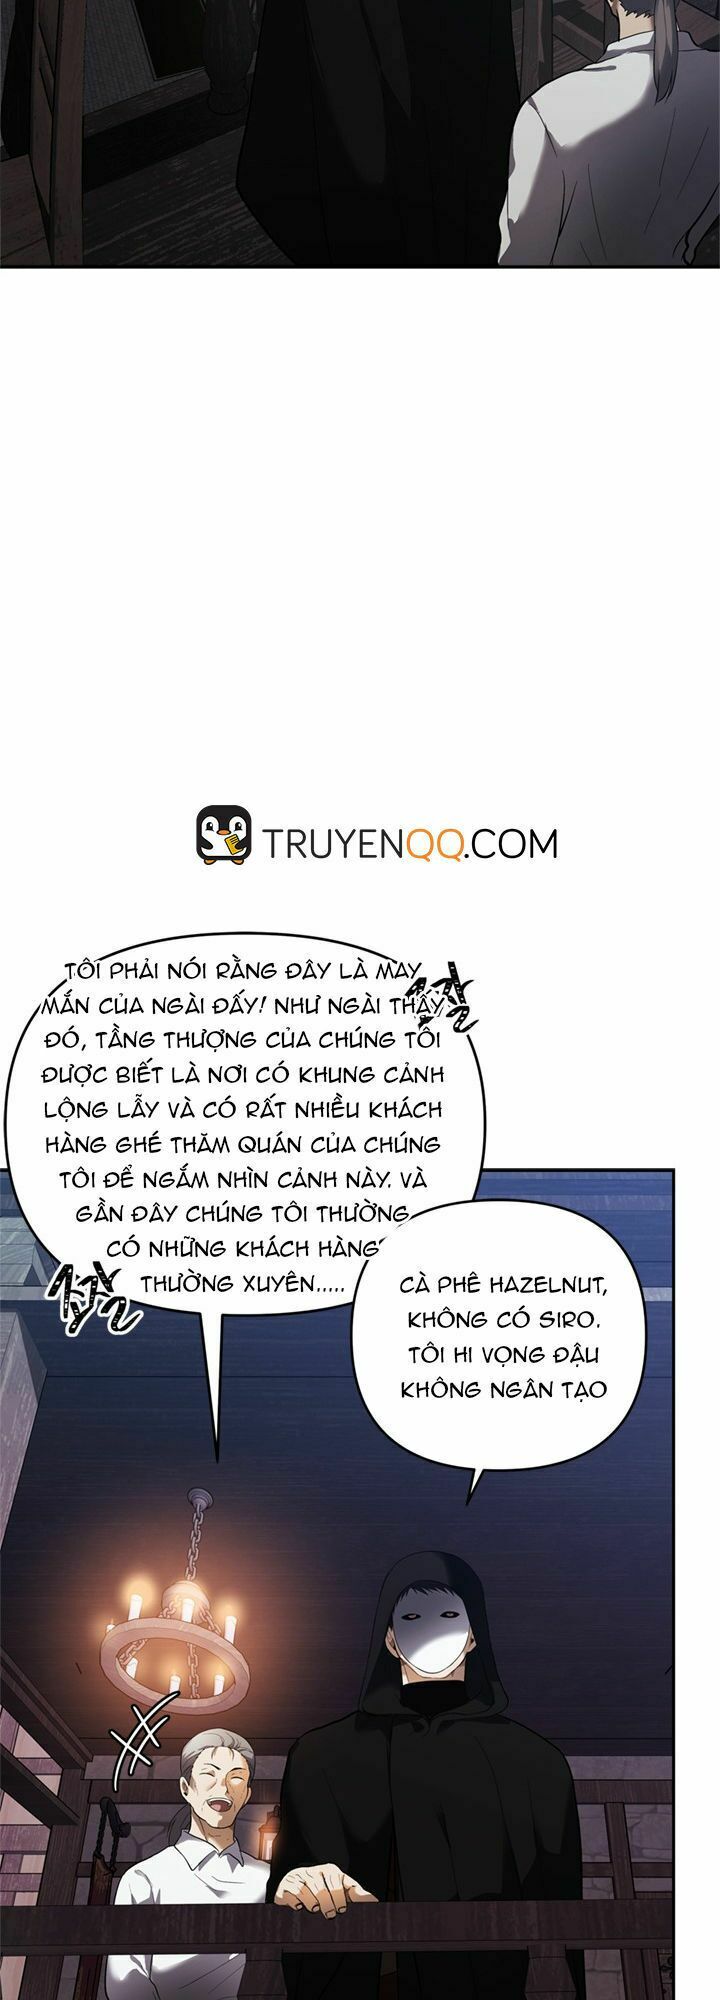 TRUYENQQ.COM
TÔI PHẢI NÓI RẰNG ĐÂY LÀ MAY
MẮN CỦA NGÀI ĐẤY! NHƯ NGÀI THẤY
ĐÓ, TẦNG THƯỢNG CỦA CHÚNG TÔI
ĐƯỢC BIẾT LÀ NƠI CÓ KHUNG CẢNH
LỘNG LẪY VÀ CÓ RẤT NHIỀU KHÁCH
HÀNG GHÉ THĂM QUÁN CỦA CHÚNG
TÔI ĐỂ NGẮM NHÌN CẢNH NÀY. VÀ
GẦN ĐÂY CHÚNG TÔI THƯỜNG
CÓ NHỮNG KHÁCH HÀNG
THƯỜNG XUYÊN.....
CÀ PHÊ HAZELNUT,
KHÔNG CÓ SIRO.
TÔI HI VỌNG ĐẬU
KHÔNG NGÂN TẠO